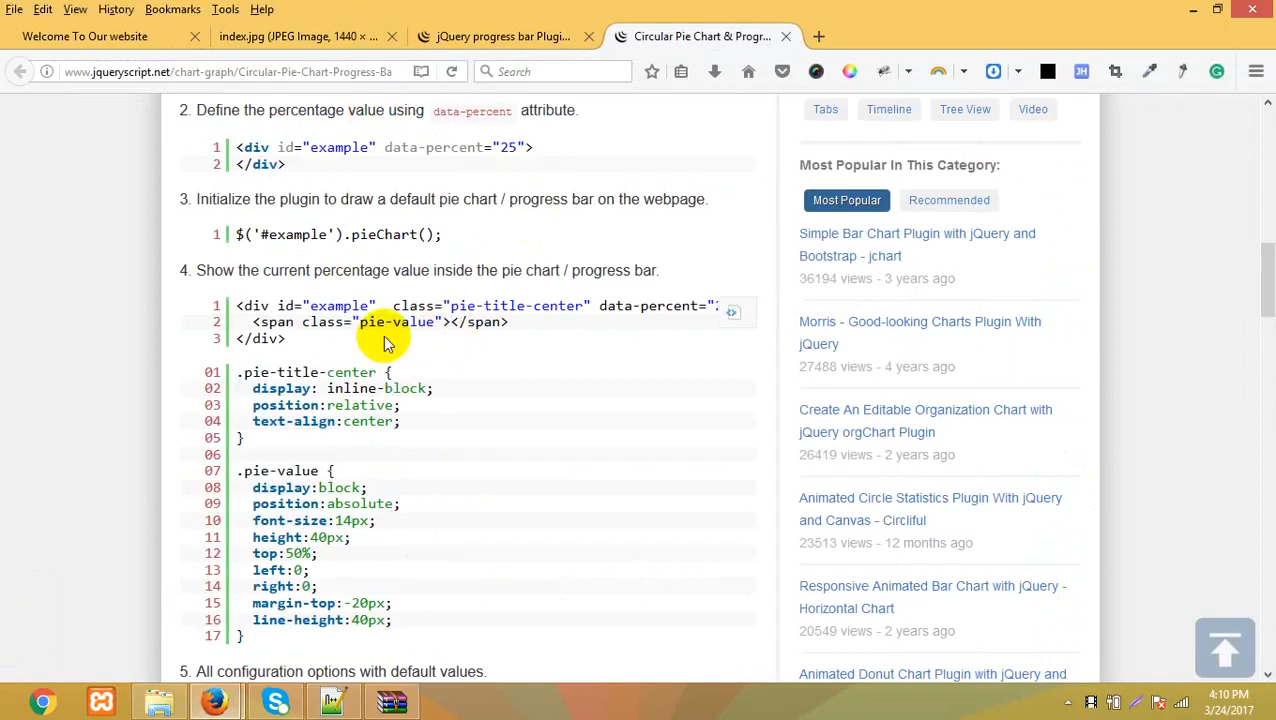 File Edit View History Bookmarks Tools Help
Welcome To Our website
index.jpg (JPEG Image, 1440 × ...
jQuery progress bar Plugin...
Circular Pie Chart & Progr...
www.jqueryscript.net/chart-graph/Circular-Pie-Chart-Progress-Ba
Search
JH
2. Define the percentage value using data-percent attribute.
1 <div id="example" data-percent="25">
2 </div>
3. Initialize the plugin to draw a default pie chart / progress bar on the webpage.
1 $('#example').pieChart();
4. Show the current percentage value inside the pie chart / progress bar.
1 <div id="example" class="pie-title-center" data-percent="2
2 <span class="pie-value"></span>
3 </div>
01 .pie-title-center {
02 display: inline-block;
03 position:relative;
04 text-align:center;
05 }
06
07 .pie-value {
08 display:block;
09 position:absolute;
10 font-size:14px;
11 height:40px;
12 top:50%;
13 left:0;
14 right:0;
15 margin-top:-20px;
16 line-height:40px;
17 }
5. All configuration options with default values.
Tabs Timeline Tree View Video
Most Popular In This Category:
Most Popular Recommended
Simple Bar Chart Plugin with jQuery and
Bootstrap - jchart
36194 views - 3 years ago
Morris - Good-looking Charts Plugin With
jQuery
27488 views - 4 years ago
Create An Editable Organization Chart with
jQuery orgChart Plugin
26419 views - 2 years ago
Animated Circle Statistics Plugin With jQuery
and Canvas - Circliful
23513 views - 12 months ago
Responsive Animated Bar Chart with jQuery -
Horizontal Chart
20549 views - 2 years ago
Animated Donut Chart Plugin with jQuery and
4:10 PM
3/24/2017